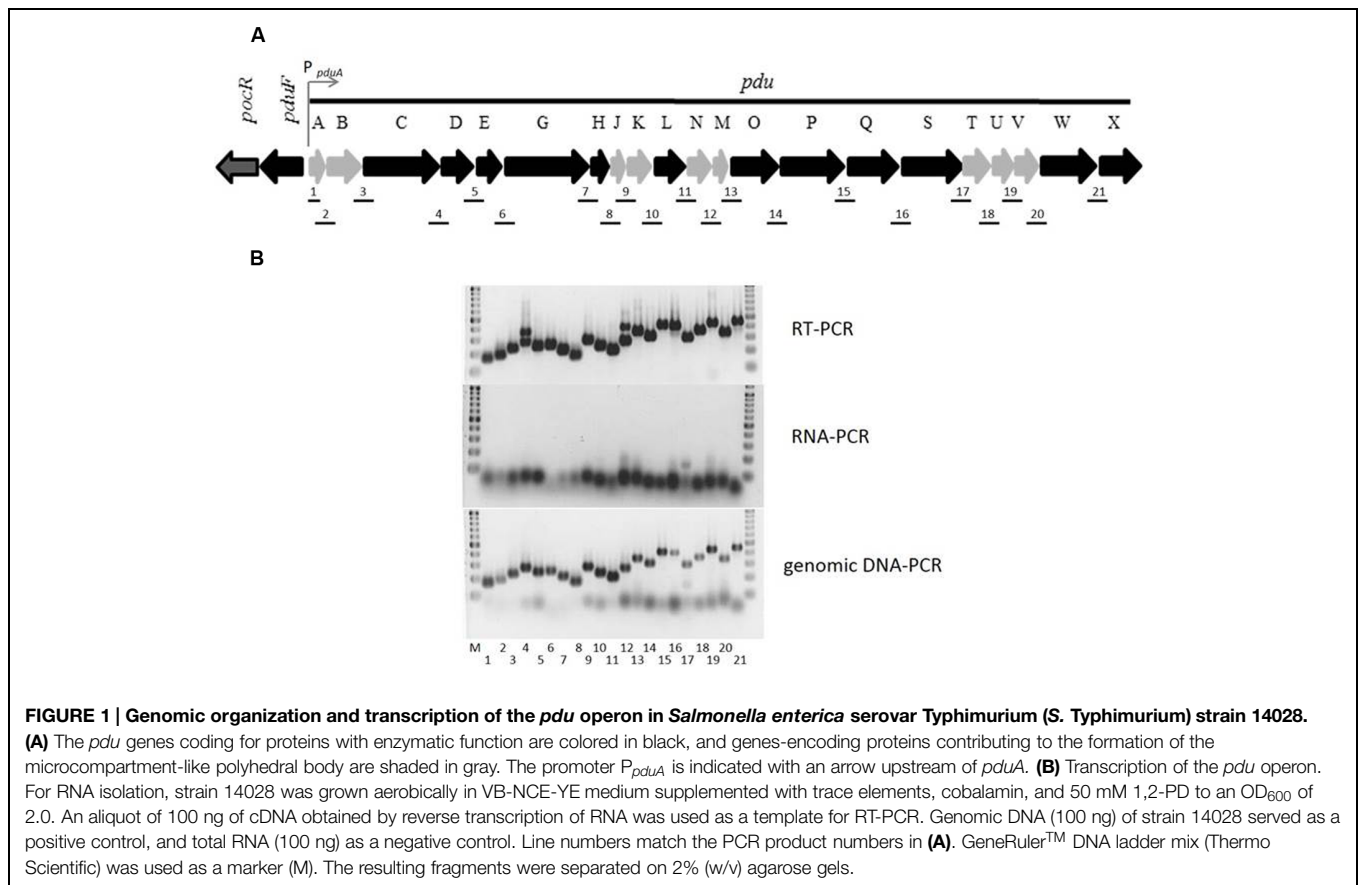 A
pocR
pduF
P pduA
pdu
A B C D E G H J K L N M O P Q S T U V W X
1 3 5 7 9 11 13 15 17 19 21
2 4 6 8 10 12 14 16 18 20
B
RT-PCR
RNA-PCR
genomic DNA-PCR
M 2 4 6 8 10 12 14 16 18 20
1 3 5 7 9 11 13 15 17 19 21
FIGURE 1 | Genomic organization and transcription of the pdu operon in Salmonella enterica serovar Typhimurium (S. Typhimurium) strain 14028.
(A) The pdu genes coding for proteins with enzymatic function are colored in black, and genes-encoding proteins contributing to the formation of the
microcompartment-like polyhedral body are shaded in gray. The promoter PpduA is indicated with an arrow upstream of pduA. (B) Transcription of the pdu operon.
For RNA isolation, strain 14028 was grown aerobically in VB-NCE-YE medium supplemented with trace elements, cobalamin, and 50 mM 1,2-PD to an OD600 of
2.0. An aliquot of 100 ng of cDNA obtained by reverse transcription of RNA was used as a template for RT-PCR. Genomic DNA (100 ng) of strain 14028 served as a
positive control, and total RNA (100 ng) as a negative control. Line numbers match the PCR product numbers in (A). GeneRuler™ DNA ladder mix (Thermo
Scientific) was used as a marker (M). The resulting fragments were separated on 2% (w/v) agarose gels.